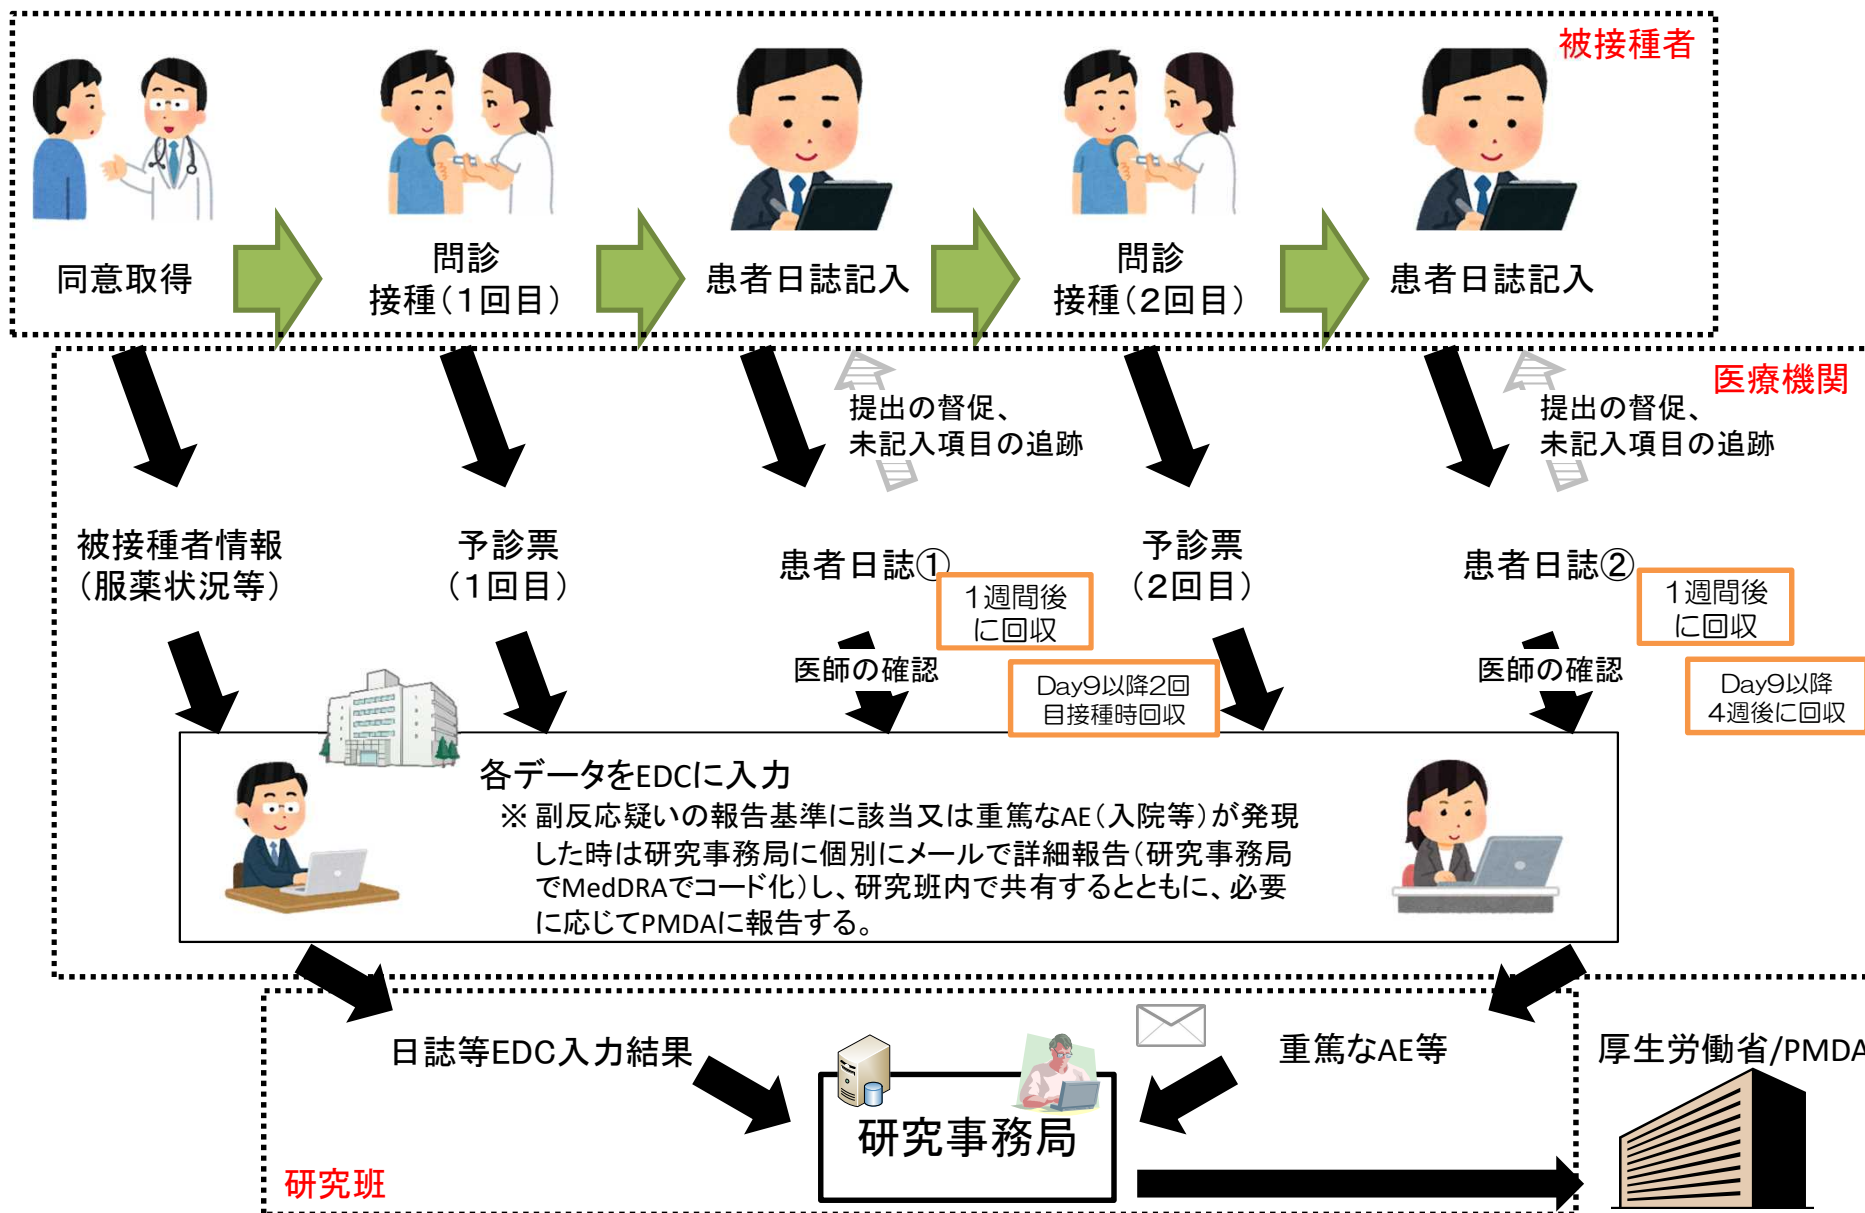 被接種者
同意取得
問診
接種（１回目）
患者日誌記入
問診
接種（２回目）
患者日誌記入
医療機関
提出の督促、
未記入項目の追跡
提出の督促、
未記入項目の追跡
被接種者情報
（服薬状況等）
予診票
（１回目）
患者日誌①
1週間後
に回収
予診票
（２回目）
患者日誌②
1週間後
に回収
医師の確認
Day9以降2回
目接種時回収
医師の確認
Day9以降
4週後に回収
各データをEDCに入力
※ 副反応疑いの報告基準に該当又は重篤なAE（入院等）が発現
した時は研究事務局に個別にメールで詳細報告（研究事務局
でMedDRAでコード化）し、研究班内で共有するとともに、必要
に応じてPMDAに報告する。
日誌等EDC入力結果
重篤なAE等
厚生労働省/PMDA
研究事務局
研究班